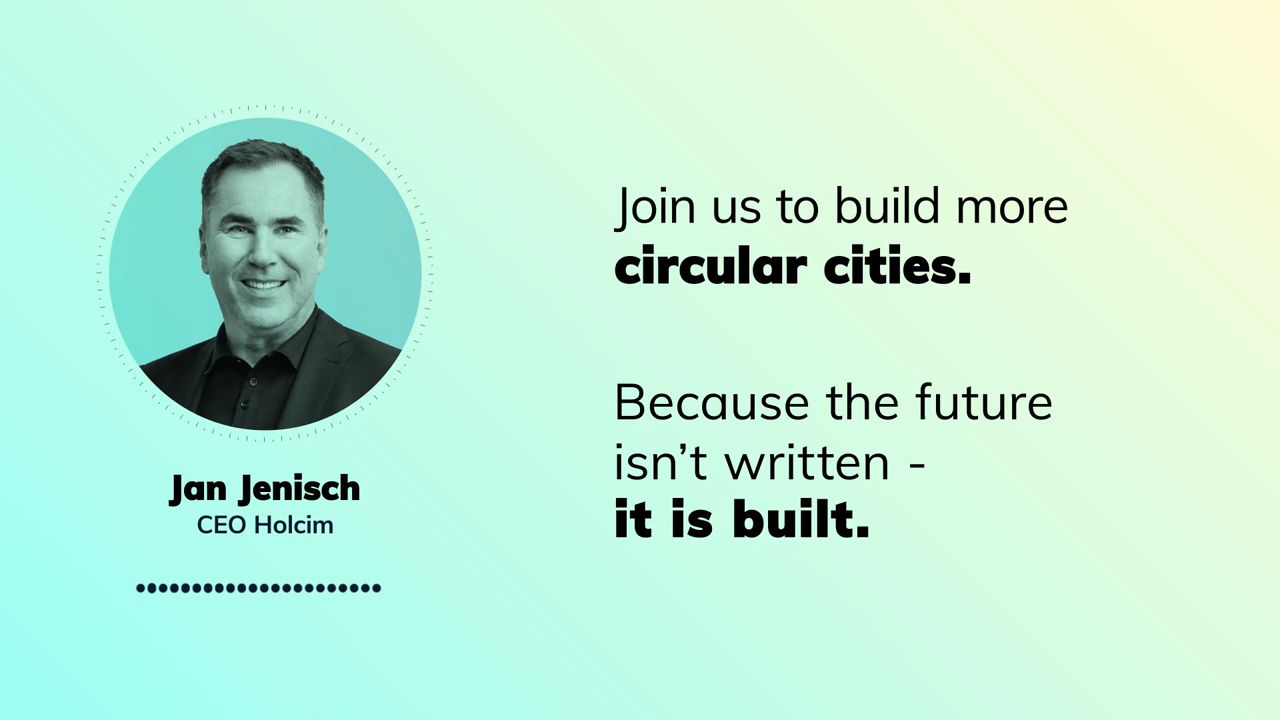 Jan Jenisch
CEO Holcim
Join us to build more
circular cities.
Because the future
isn’t written -
it is built.